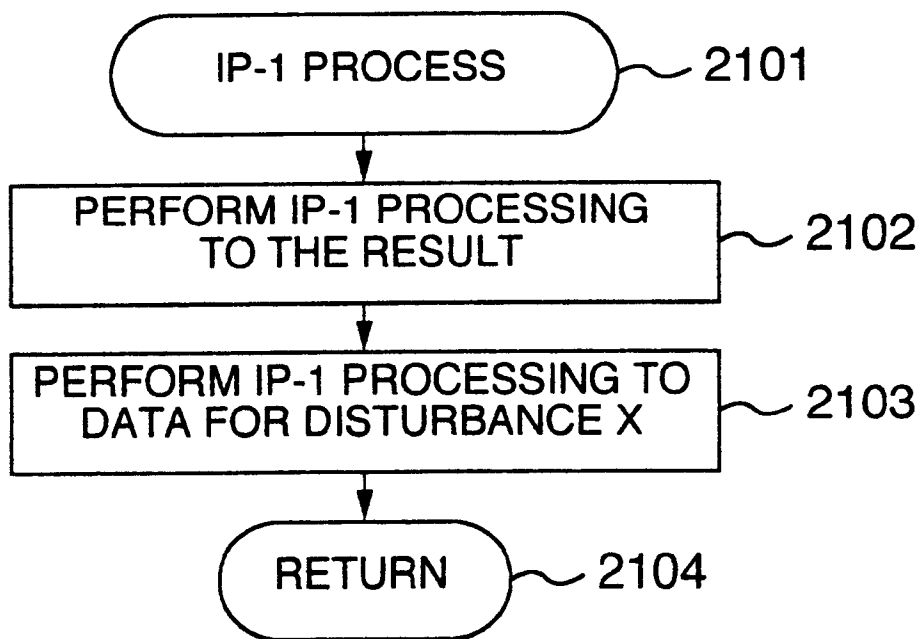 IP-1 PROCESS
2101
PERFORM IP-1 PROCESSING
TO THE RESULT
2102
PERFORM IP-1 PROCESSING TO
DATA FOR DISTURBANCE X
2103
RETURN
2104